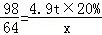 98/64 = 4.9t×20%/x